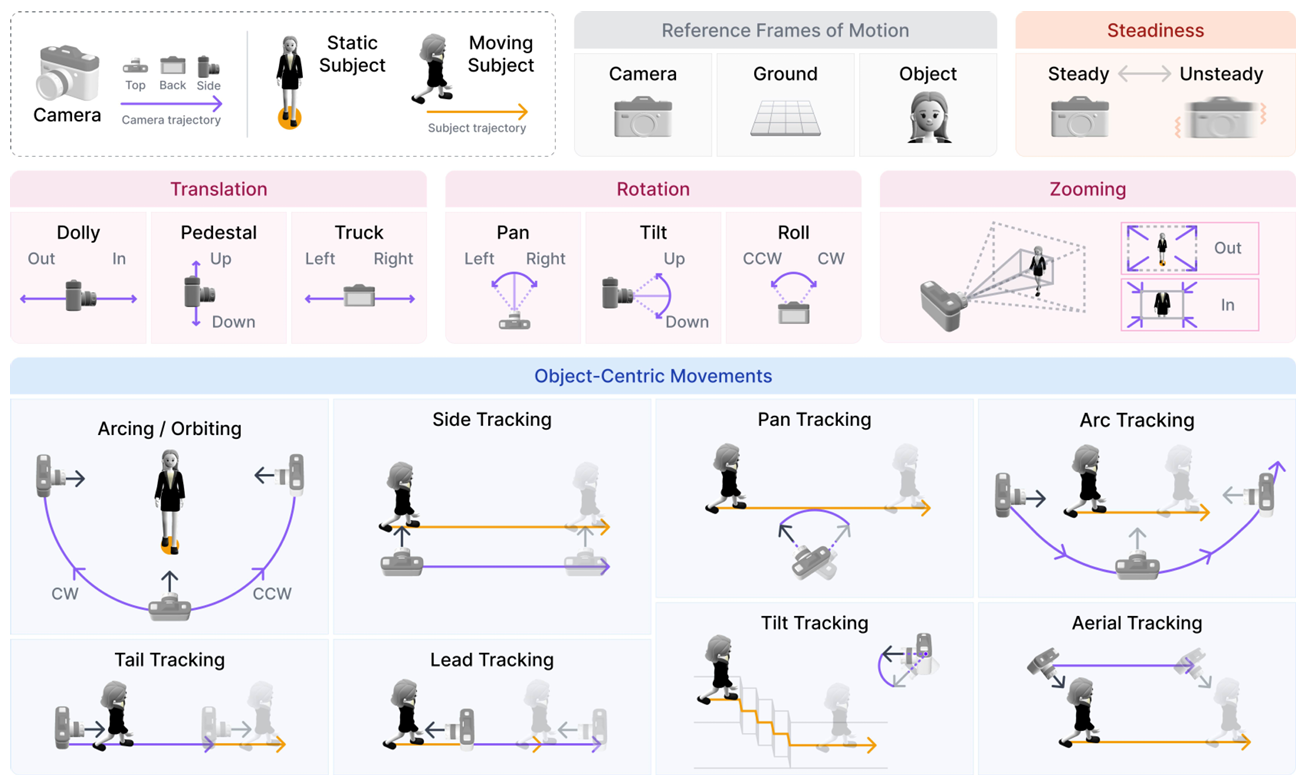 Camera
Top Back Side
Camera trajectory
Static
Subject
Moving
Subject
Subject trajectory
Reference Frames of Motion
Camera
Ground
Object
Steadiness
Steady
Unsteady
Translation
Dolly
Out
In
Pedestal
Up
Down
Truck
Left
Right
Rotation
Pan
Left
Right
Tilt
Up
Down
Roll
CCW
CW
Zooming
Out
In
Object-Centric Movements
Arcing / Orbiting
CW
CCW
Side Tracking
Pan Tracking
Arc Tracking
Tail Tracking
Lead Tracking
Tilt Tracking
Aerial Tracking